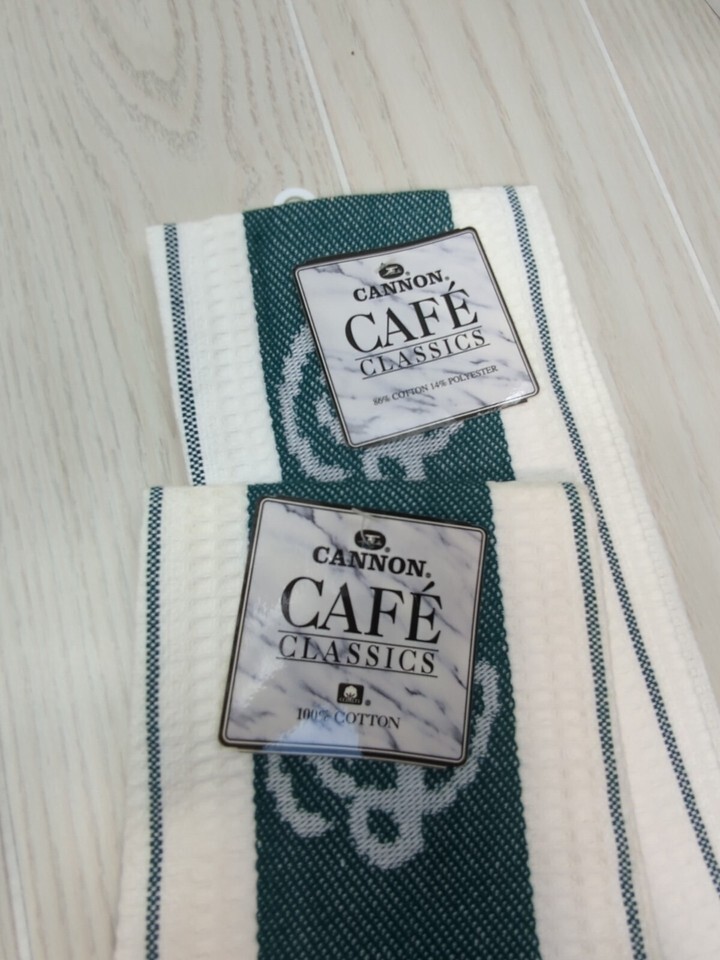 CANNON®
CAFÉ
CLASSICS
86% COTTON 14% POLYESTER
CANNON®
CAFÉ
CLASSICS
®
100% COTTON